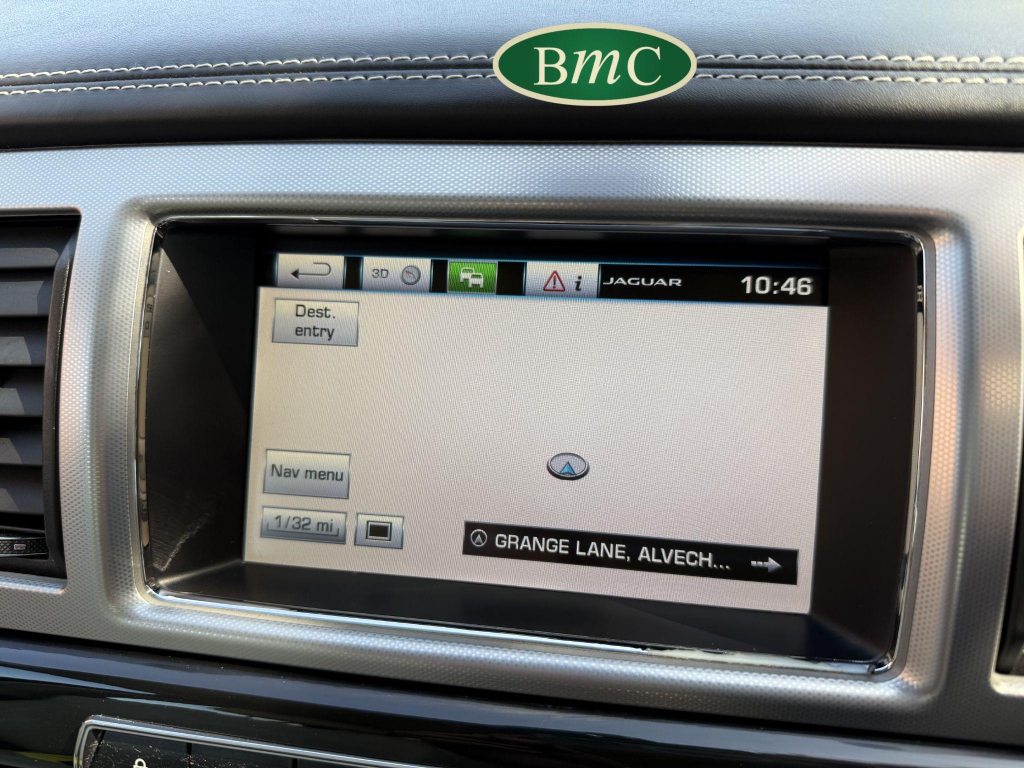 BmC
3D
i
JAGUAR
10:46
Dest.
entry
Nav menu
1/32 mi
GRANGE LANE, ALVECH...